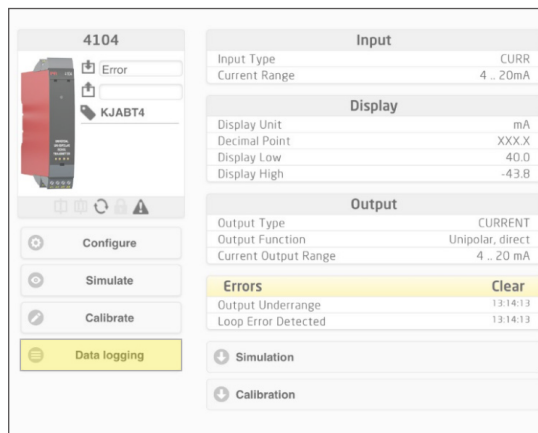 4104
Error
KJABT4
Configure
Simulate
Calibrate
Data logging
Input
Input Type CURR
Current Range 4 .. 20mA
Display
Display Unit mA
Decimal Point XXX.X
Display Low 40.0
Display High -43.8
Output
Output Type CURRENT
Output Function Unipolar, direct
Current Output Range 4 .. 20 mA
Errors Clear
Output Underrange 13:14:13
Loop Error Detected 13:14:13
Simulation
Calibration